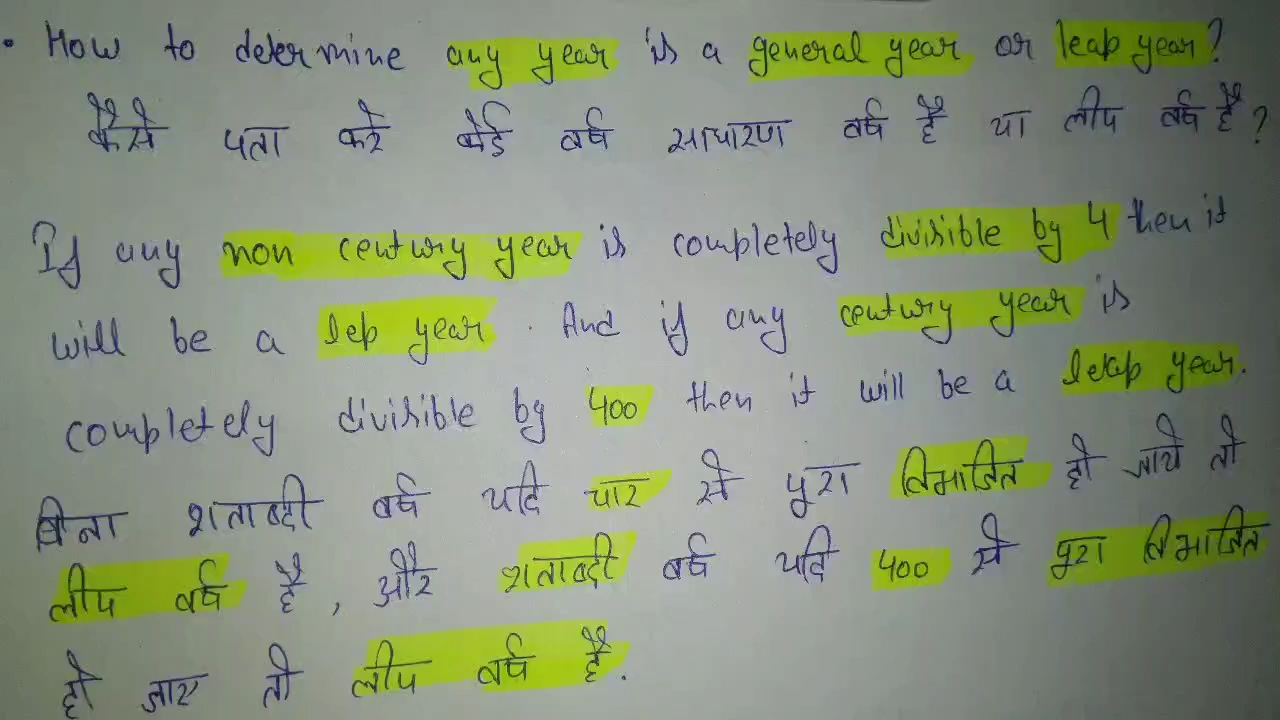 • How to determine any year is a general year or leap year?
कैसे पता करे कोई वर्ष साधारण वर्ष है या लीप वर्ष है?
If any non century year is completely divisible by 4 then it
will be a lep year. And if any century year is
completely divisible by 400 then it will be a leap year.
बिना शताब्दी वर्ष यदि चार से पुरा विभाजित हो जाये तो
लीप वर्ष है, और शताब्दी वर्ष यदि 400 से पुरा विभाजित
हो जाए तो लीप वर्ष है.